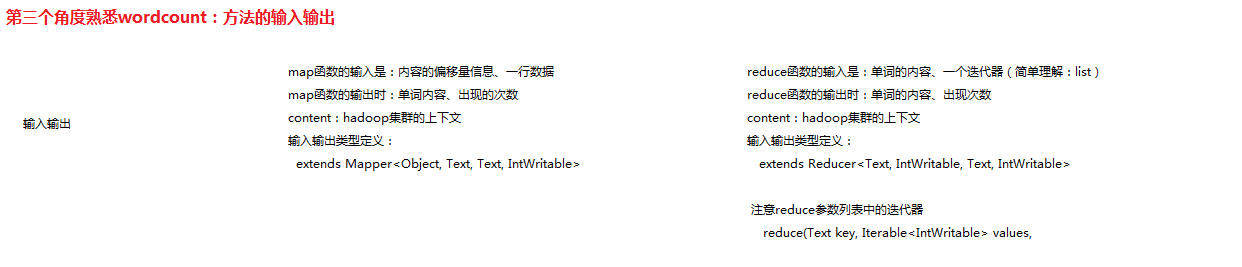 第三个角度熟悉wordcount：方法的输入输出
输入输出
map函数的输入是：内容的偏移量信息、一行数据
map函数的输出时：单词内容、出现的次数
content：hadoop集群的上下文
输入输出类型定义：
extends Mapper<Object, Text, Text, IntWritable>
reduce函数的输入是：单词的内容、一个迭代器（简单理解：list）
reduce函数的输出时：单词的内容、出现次数
content：hadoop集群的上下文
输入输出类型定义：
extends Reducer<Text, IntWritable, Text, IntWritable>
注意reduce参数列表中的迭代器
reduce(Text key, Iterable<IntWritable> values,